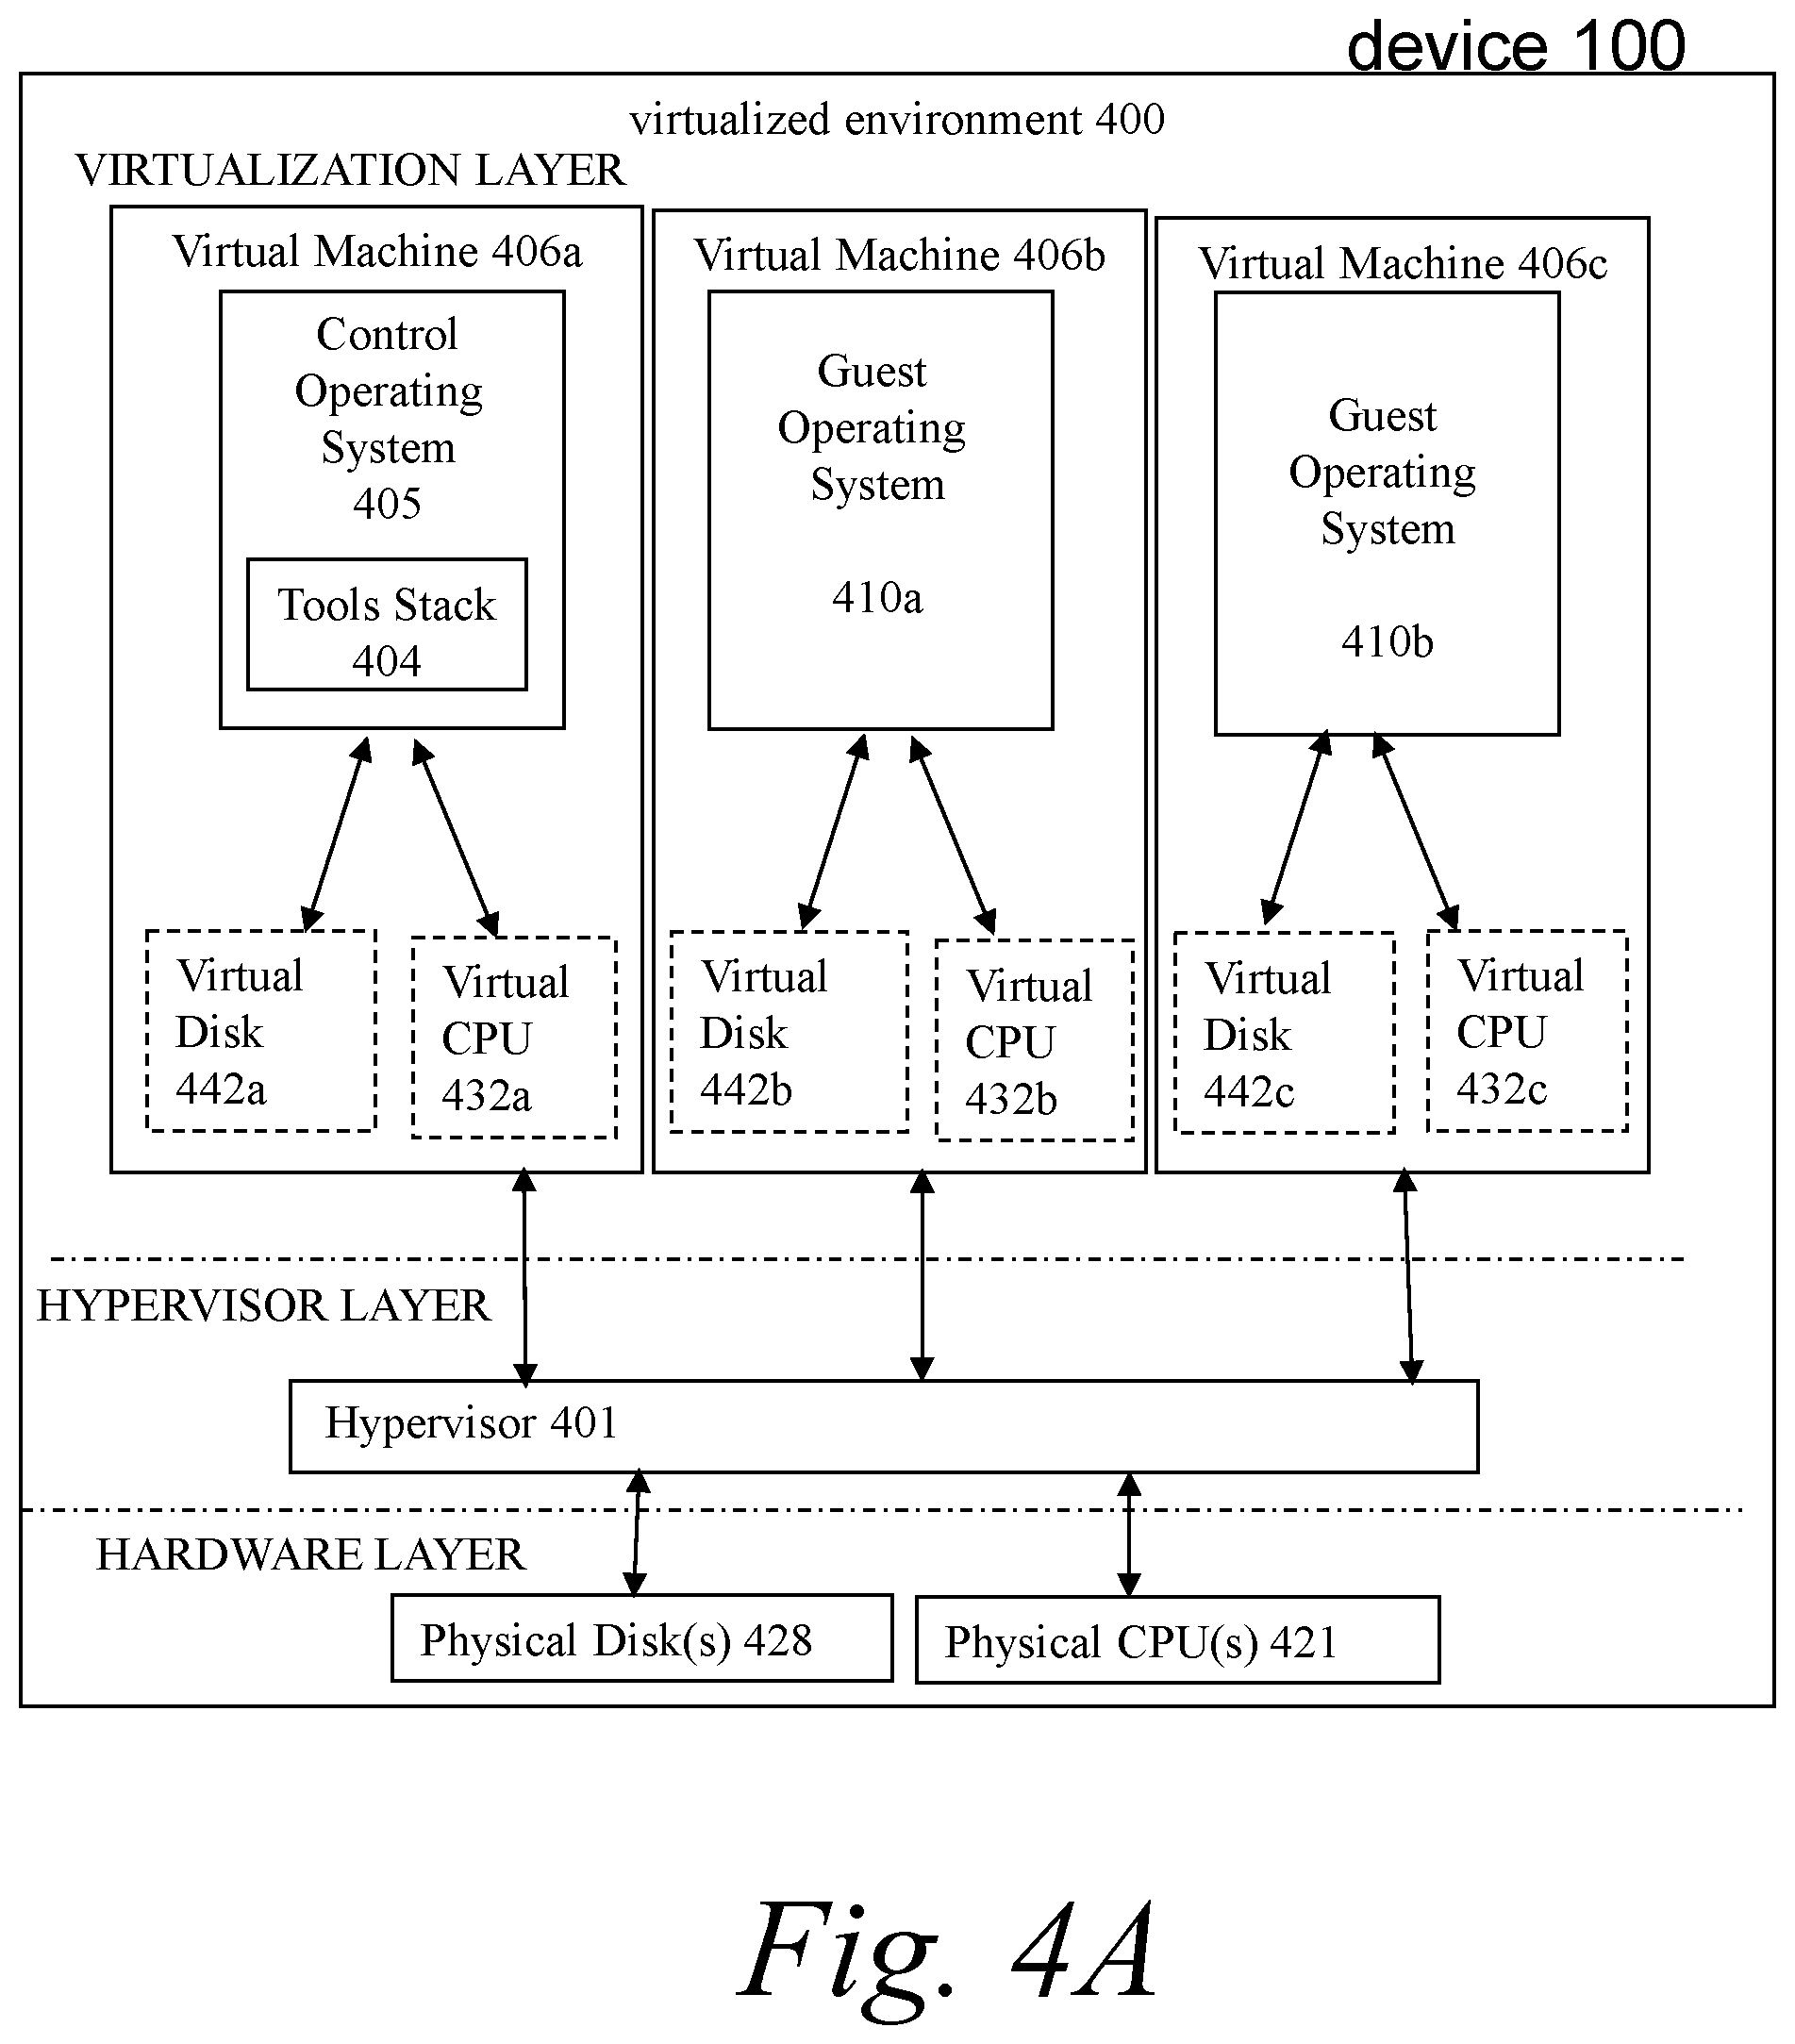 device 100
virtualized environment 400
VIRTUALIZATION LAYER
Virtual Machine 406a
Control
Operating
System
405
Tools Stack
404
Virtual
Disk
442a
Virtual
CPU
432a
Virtual Machine 406b
Guest
Operating
System
410a
Virtual
Disk
442b
Virtual
CPU
432b
Virtual Machine 406c
Guest
Operating
System
410b
Virtual
Disk
442c
Virtual
CPU
432c
HYPERVISOR LAYER
Hypervisor 401
HARDWARE LAYER
Physical Disk(s) 428
Physical CPU(s) 421
Fig. 4A